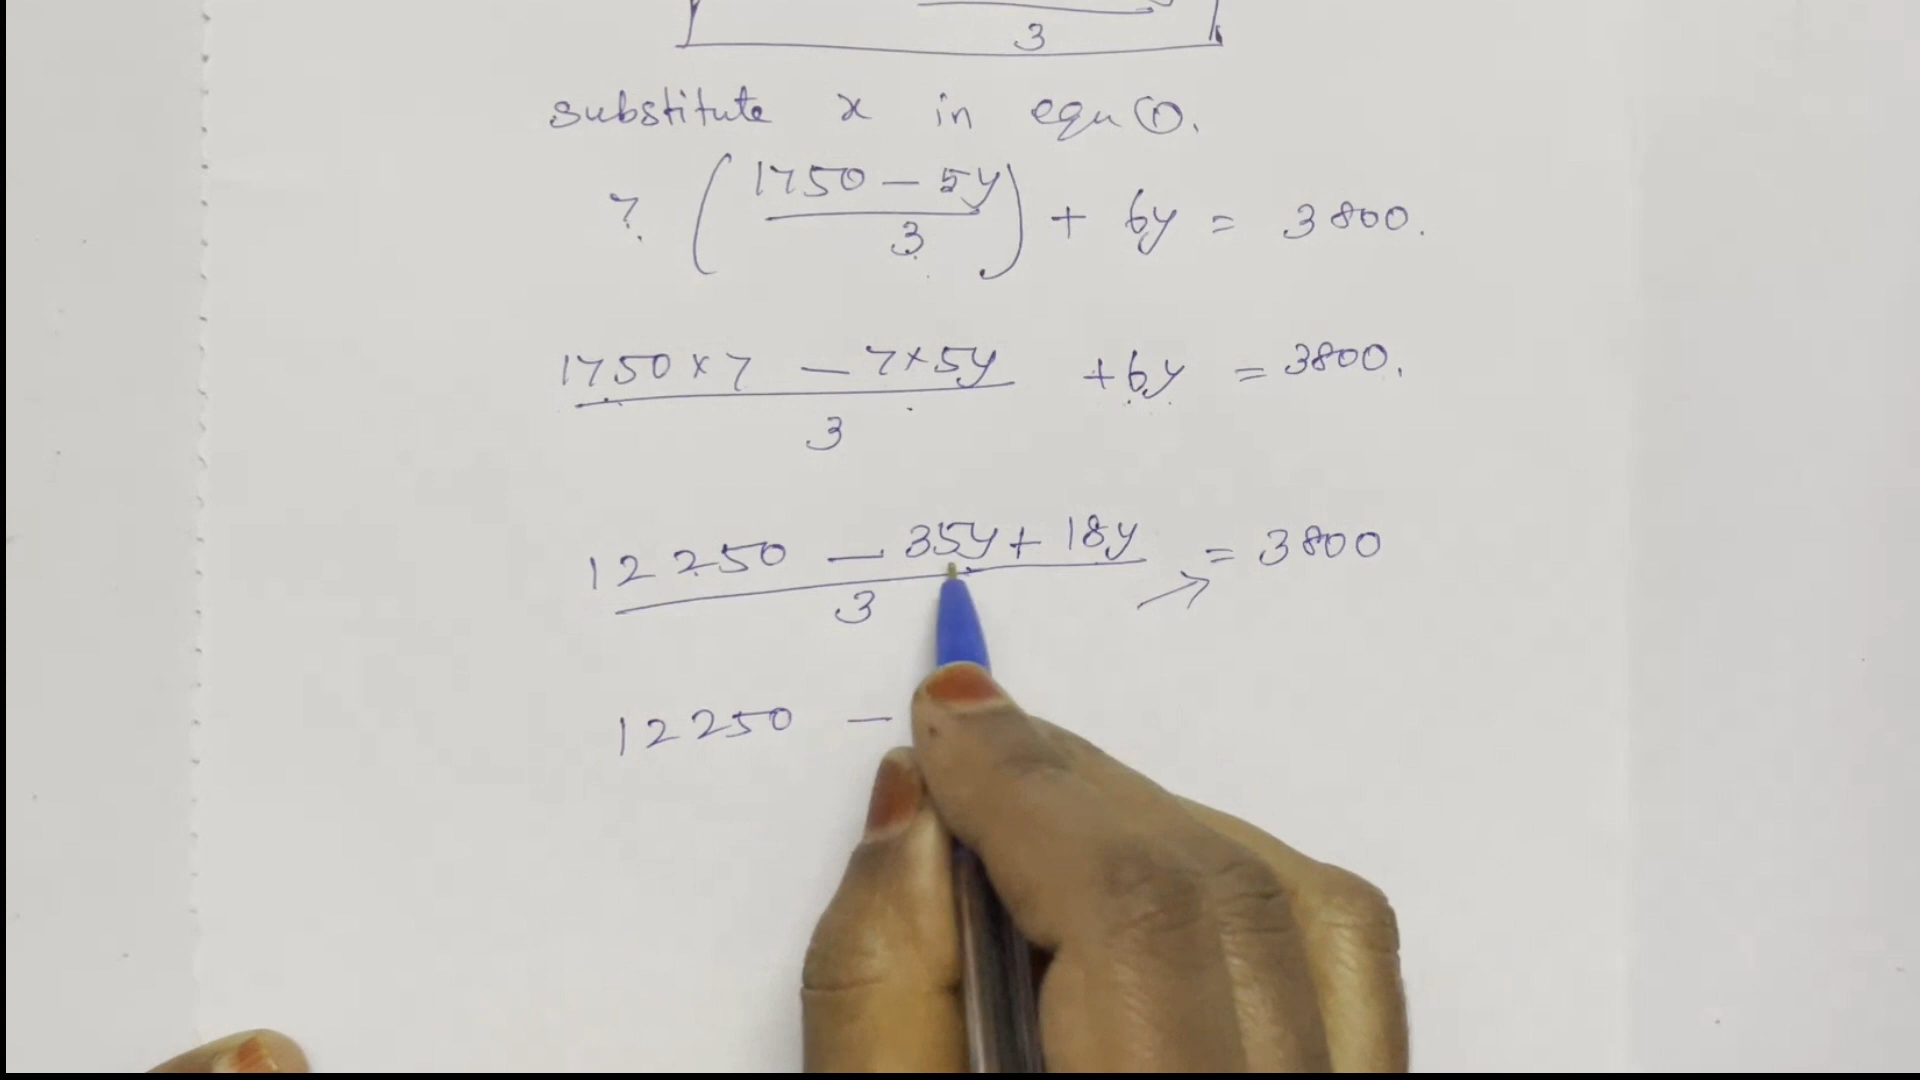 3
substitute x in equ ①.
7 (1750 - 5y / 3) + 6y = 3800.
1750 × 7 - 7 × 5y / 3 + 6y = 3800.
12250 - 35y + 18y / 3 = 3800
12250 -